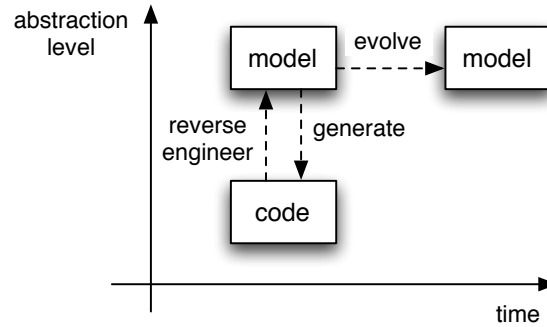 abstraction
level
model
evolve
model
reverse
engineer
generate
code
time